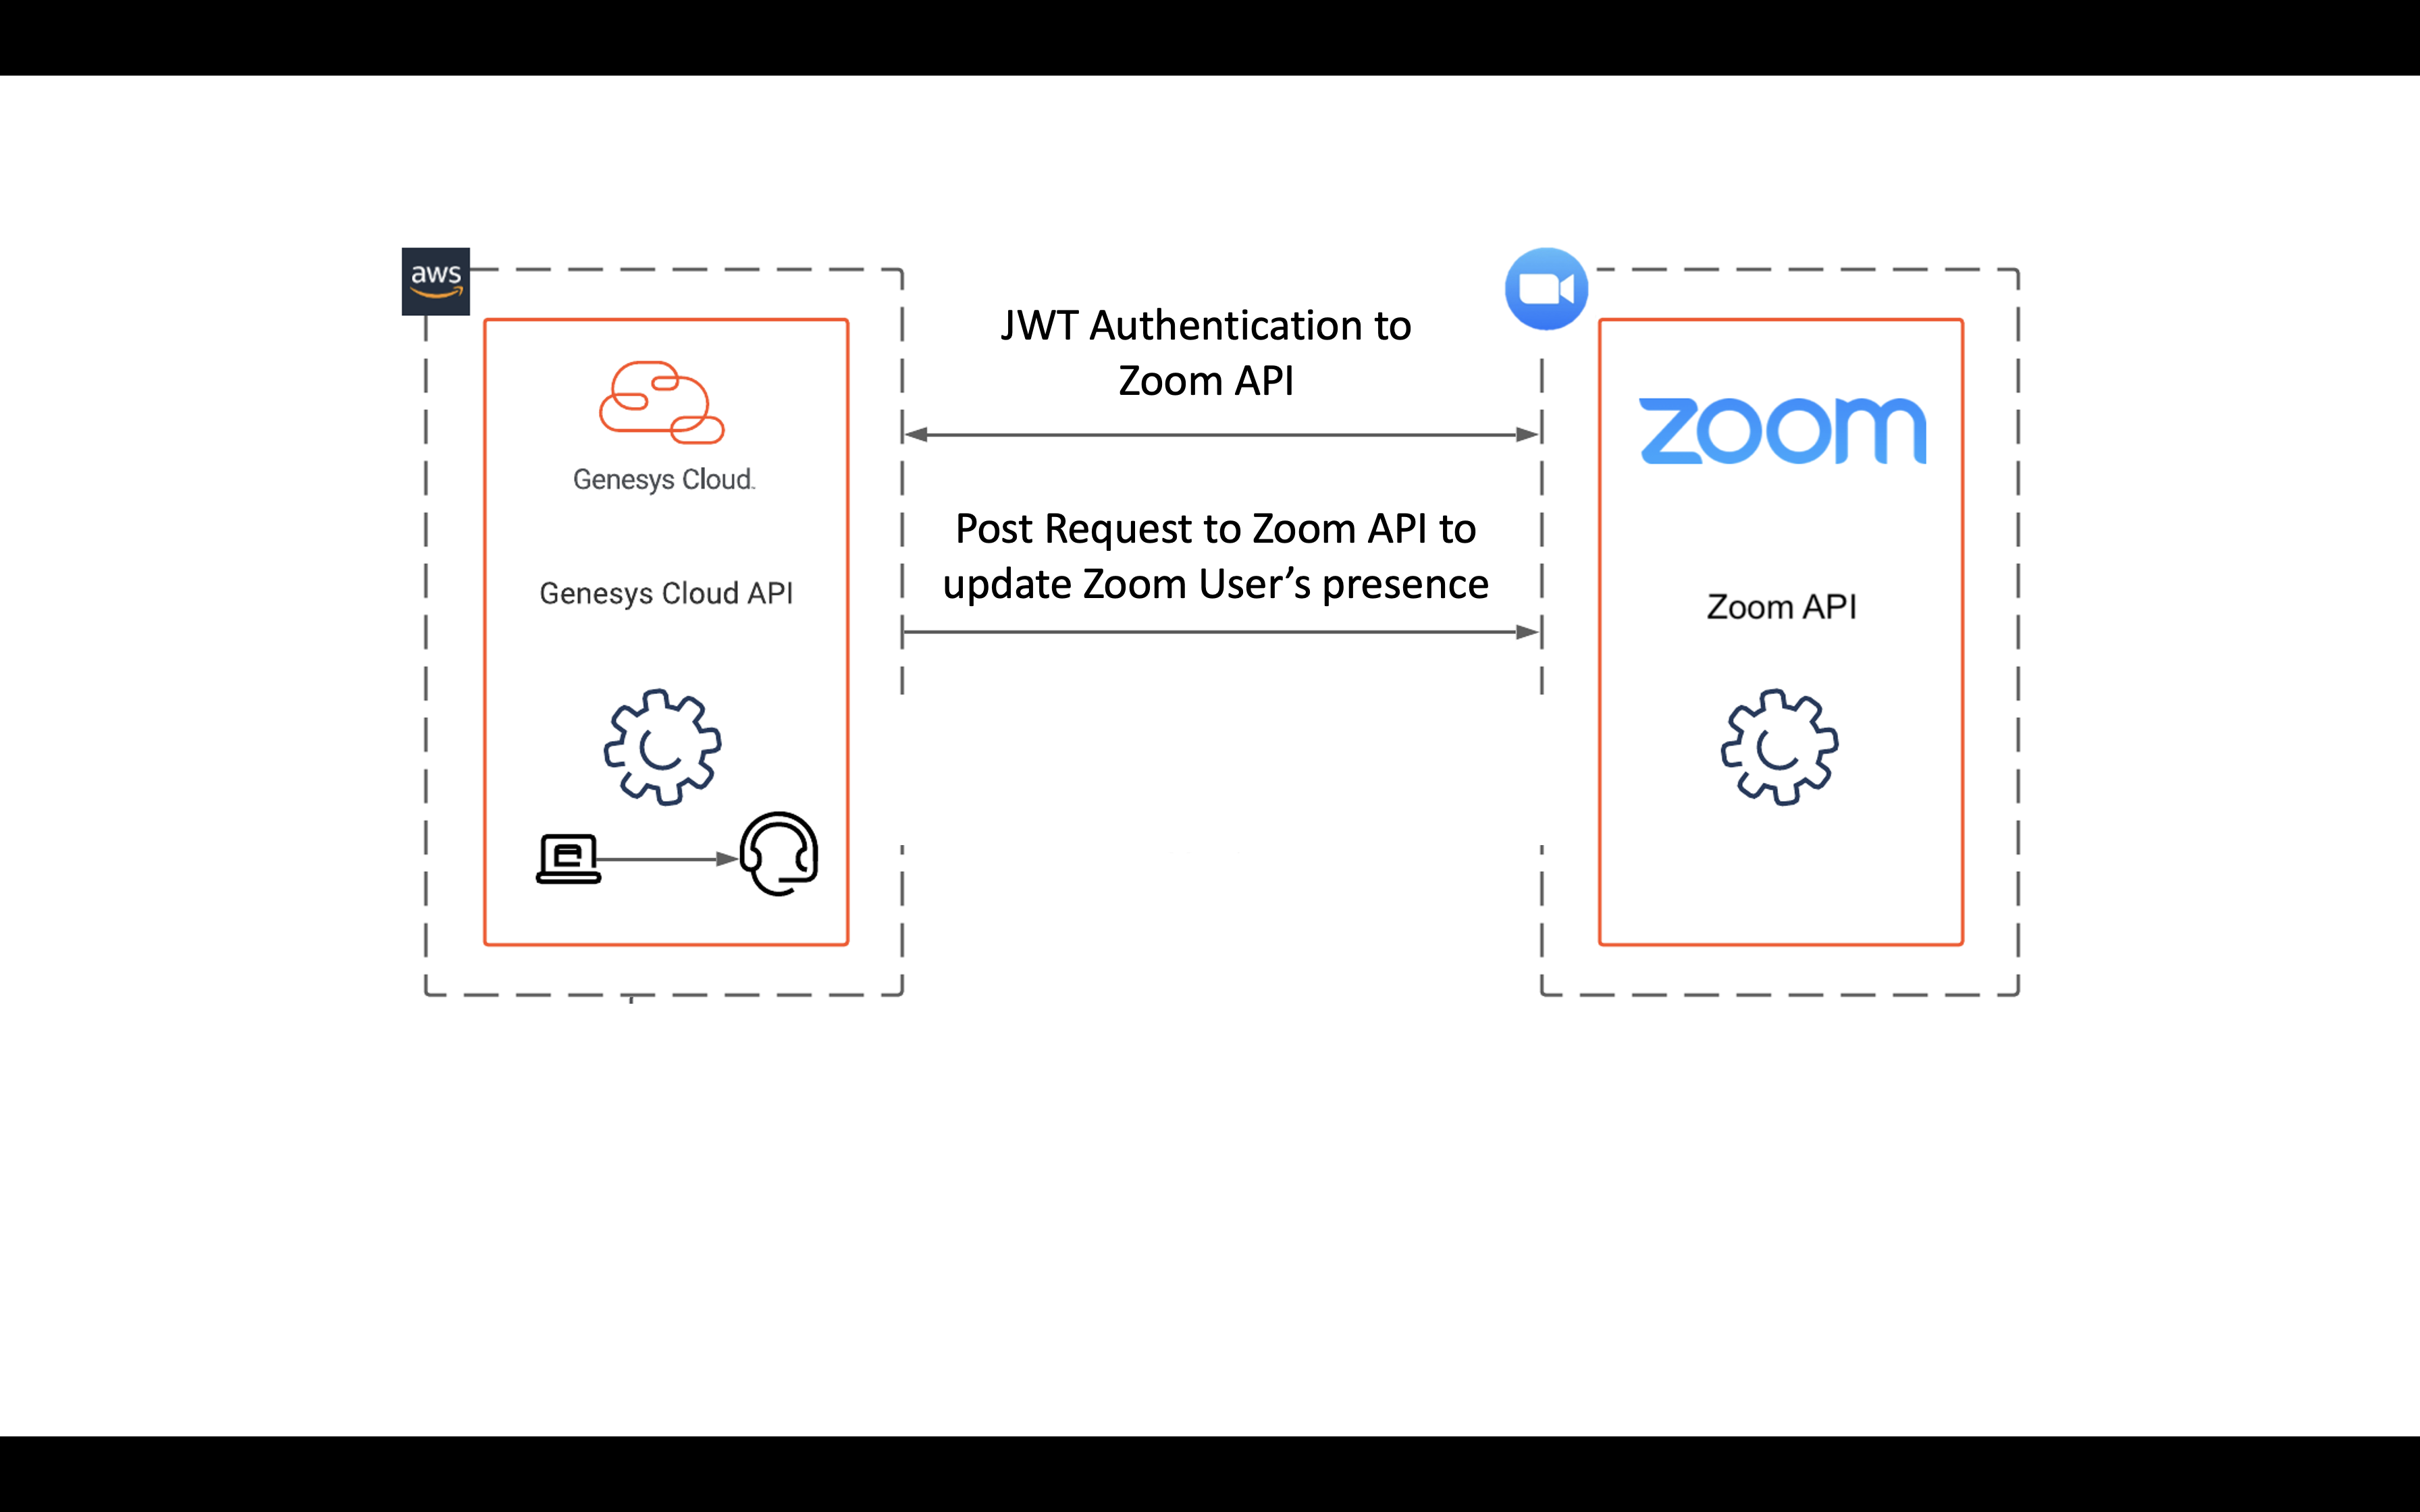 aws
Genesys Cloud
Genesys Cloud API
JWT Authentication to
Zoom API
Post Request to Zoom API to
update Zoom User’s presence
zoom
Zoom API